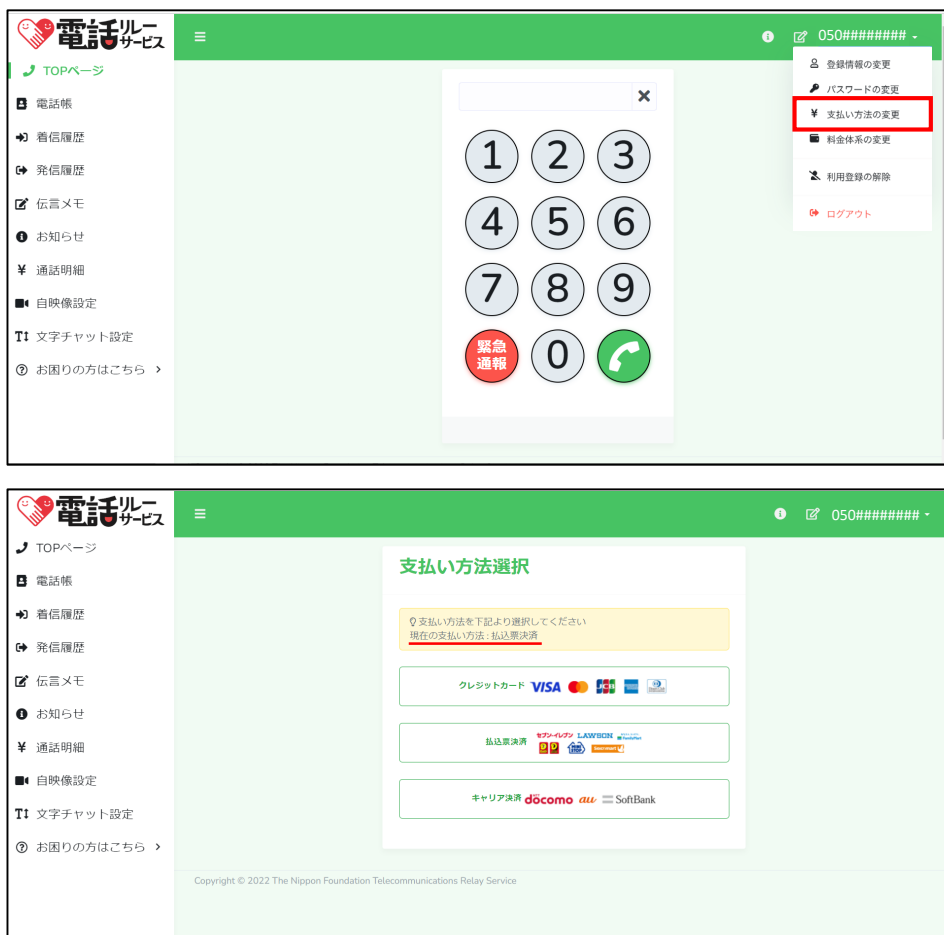 電話リレーサービス
050########
TOPページ
電話帳
着信履歴
発信履歴
伝言メモ
お知らせ
通話明細
自映像設定
文字チャット設定
お困りの方はこちら
1 2 3
4 5 6
7 8 9
緊急通報 0
登録情報の変更
パスワードの変更
¥ 支払い方法の変更
料金体系の変更
利用登録の解除
ログアウト
電話リレーサービス
050########
TOPページ
電話帳
着信履歴
発信履歴
伝言メモ
お知らせ
¥ 通話明細
自映像設定
文字チャット設定
お困りの方はこちら
支払い方法選択
支払い方法を下記より選択してください
現在の支払い方法 : 払込票決済
クレジットカード VISA JCB
払込票決済 セブン-イレブン LAWSON FamilyMart
キャリア決済 döcomo au SoftBank
Copyright © 2022 The Nippon Foundation Telecommunications Relay Service